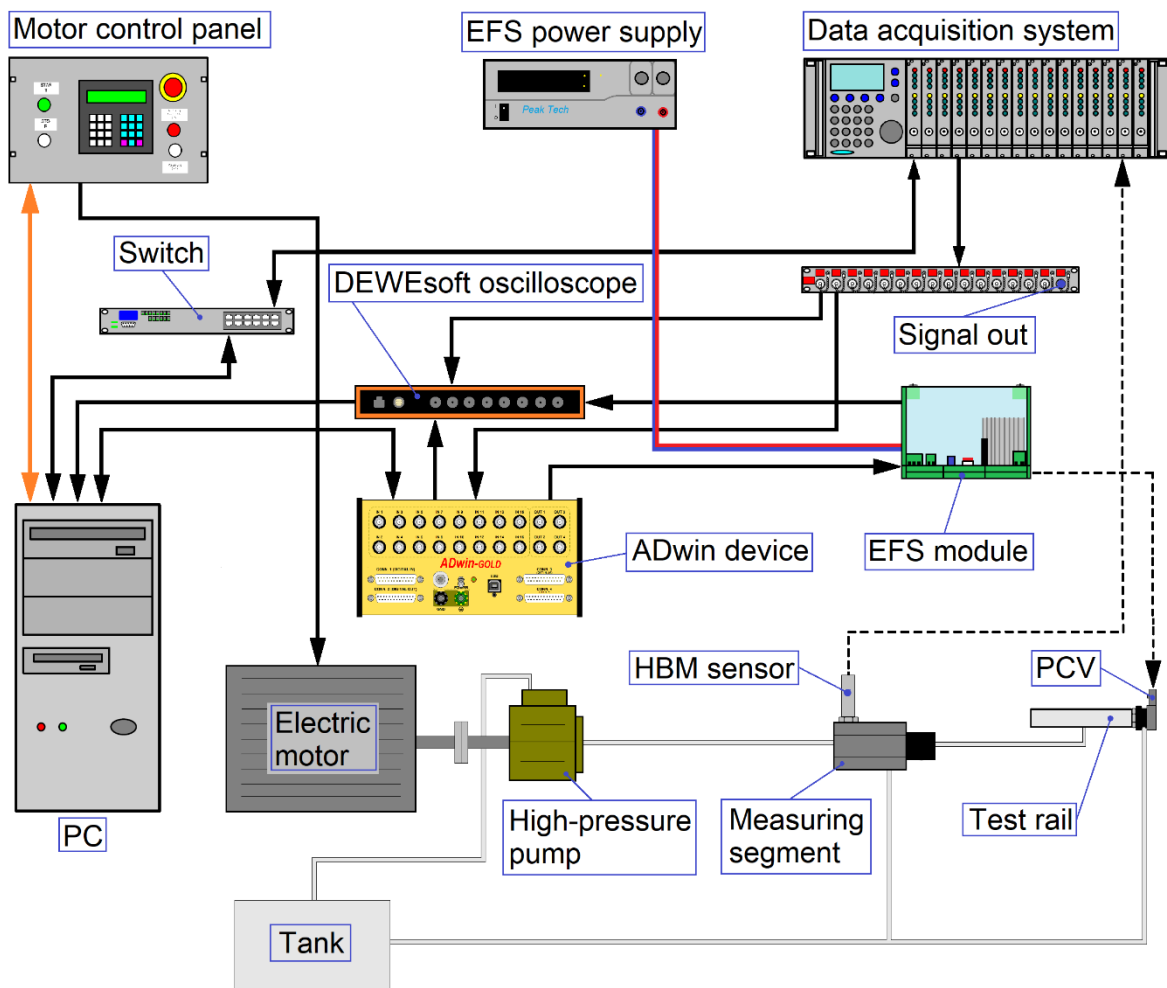 Motor control panel
EFS power supply
Data acquisition system
Peak Tech
Switch
DEWEsoft oscilloscope
Signal out
ADwin-GOLD
ADwin device
EFS module
HBM sensor
PCV
Electric
motor
High-pressure
pump
Measuring
segment
Test rail
PC
Tank